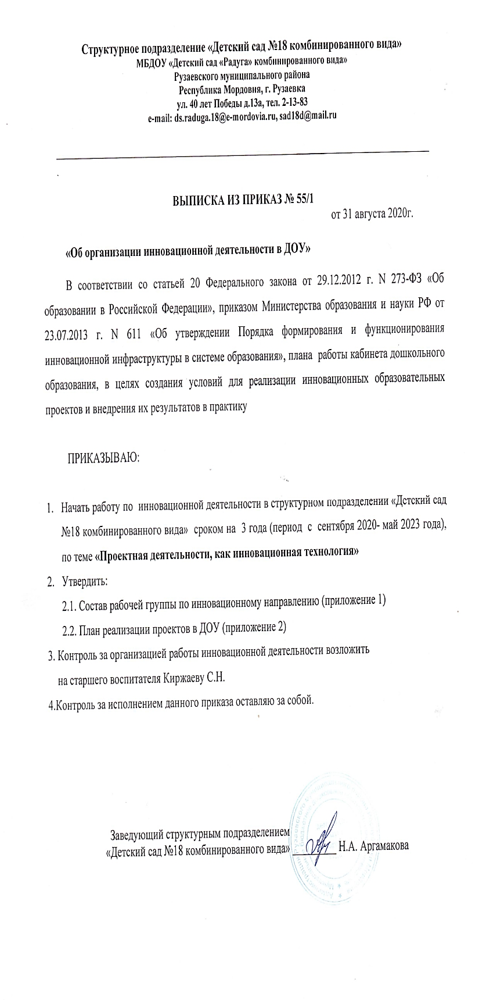 Структурное подразделение «Детский сад №18 комбинированного вида»
МБДОУ «Детский сад «Радуга» комбинированного вида»
Рузаевского муниципального района
Республика Мордовия, г. Рузаевка
ул. 40 лет Победы д.13а, тел. 2-13-83
e-mail: ds.raduga.18@e-mordovia.ru, sad18d@mail.ru
ВЫПИСКА ИЗ ПРИКАЗ № 55/1
от 31 августа 2020г.
«Об организации инновационной деятельности в ДОУ»
В соответствии со статьей 20 Федерального закона от 29.12.2012 г. N 273-ФЗ «Об
образовании в Российской Федерации», приказом Министерства образования и науки РФ от
23.07.2013 г. N 611 «Об утверждении Порядка формирования и функционирования
инновационной инфраструктуры в системе образования», плана работы кабинета дошкольного
образования, в целях создания условий для реализации инновационных образовательных
проектов и внедрения их результатов в практику
ПРИКАЗЫВАЮ:
1. Начать работу по инновационной деятельности в структурном подразделении «Детский сад
№18 комбинированного вида» сроком на 3 года (период с сентября 2020- май 2023 года),
по теме «Проектная деятельности, как инновационная технология»
2. Утвердить:
2.1. Состав рабочей группы по инновационному направлению (приложение 1)
2.2. План реализации проектов в ДОУ (приложение 2)
3. Контроль за организацией работы инновационной деятельности возложить
на старшего воспитателя Киржаеву С.Н.
4.Контроль за исполнением данного приказа оставляю за собой.
Заведующий структурным подразделением
«Детский сад №18 комбинированного вида» ________ Н.А. Аргамакова